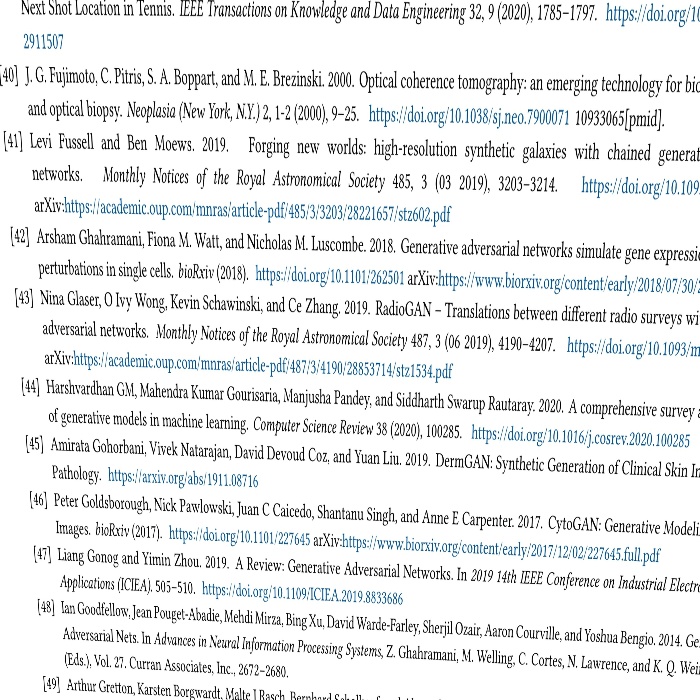 Next Shot Location in Tennis. IEEE Transactions on Knowledge and Data Engineering 32, 9 (2020), 1785–1797. https://doi.org/10
2911507
[40] J. G. Fujimoto, C. Pitris, S. A. Boppart, and M. E. Brezinski. 2000. Optical coherence tomography: an emerging technology for bio
and optical biopsy. Neoplasia (New York, N.Y.) 2, 1-2 (2000), 9–25. https://doi.org/10.1038/sj.neo.7900071 10933065[pmid].
[41] Levi Fussell and Ben Moews. 2019. Forging new worlds: high-resolution synthetic galaxies with chained generat
networks. Monthly Notices of the Royal Astronomical Society 485, 3 (03 2019), 3203–3214. https://doi.org/10.109
arXiv:https://academic.oup.com/mnras/article-pdf/485/3/3203/28221657/stz602.pdf
[42] Arsham Ghahramani, Fiona M. Watt, and Nicholas M. Luscombe. 2018. Generative adversarial networks simulate gene expressio
perturbations in single cells. bioRxiv (2018). https://doi.org/10.1101/262501 arXiv:https://www.biorxiv.org/content/early/2018/07/30/2
[43] Nina Glaser, O Ivy Wong, Kevin Schawinski, and Ce Zhang. 2019. RadioGAN – Translations between different radio surveys wi
adversarial networks. Monthly Notices of the Royal Astronomical Society 487, 3 (06 2019), 4190–4207. https://doi.org/10.1093/m
arXiv:https://academic.oup.com/mnras/article-pdf/487/3/4190/28853714/stz1534.pdf
[44] Harshvardhan GM, Mahendra Kumar Gourisaria, Manjusha Pandey, and Siddharth Swarup Rautaray. 2020. A comprehensive survey a
of generative models in machine learning. Computer Science Review 38 (2020), 100285. https://doi.org/10.1016/j.cosrev.2020.100285
[45] Amirata Gohorbani, Vivek Natarajan, David Devoud Coz, and Yuan Liu. 2019. DermGAN: Synthetic Generation of Clinical Skin Im
Pathology. https://arxiv.org/abs/1911.08716
[46] Peter Goldsborough, Nick Pawlowski, Juan C Caicedo, Shantanu Singh, and Anne E Carpenter. 2017. CytoGAN: Generative Modeli
Images. bioRxiv (2017). https://doi.org/10.1101/227645 arXiv:https://www.biorxiv.org/content/early/2017/12/02/227645.full.pdf
[47] Liang Gonog and Yimin Zhou. 2019. A Review: Generative Adversarial Networks. In 2019 14th IEEE Conference on Industrial Electro
Applications (ICIEA). 505–510. https://doi.org/10.1109/ICIEA.2019.8833686
[48] Ian Goodfellow, Jean Pouget-Abadie, Mehdi Mirza, Bing Xu, David Warde-Farley, Sherjil Ozair, Aaron Courville, and Yoshua Bengio. 2014. Ge
Adversarial Nets. In Advances in Neural Information Processing Systems, Z. Ghahramani, M. Welling, C. Cortes, N. Lawrence, and K. Q. Wei
(Eds.), Vol. 27. Curran Associates, Inc., 2672–2680.
[49] Arthur Gretton, Karsten Borgwardt, Malte J Rasch, Bernhard